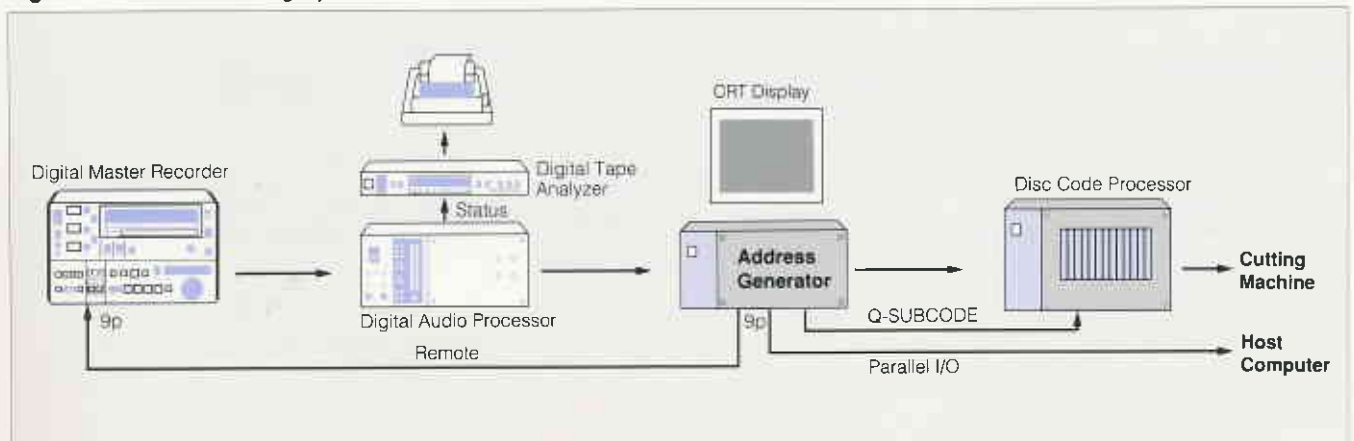 CRT Display
Digital Master Recorder
Digital Tape
Analyzer
Status
Disc Code Processor
Address
Generator
Cutting
Machine
Digital Audio Processor
9p
9p
Q-SUBCODE
Remote
Parallel I/O
Host
Computer